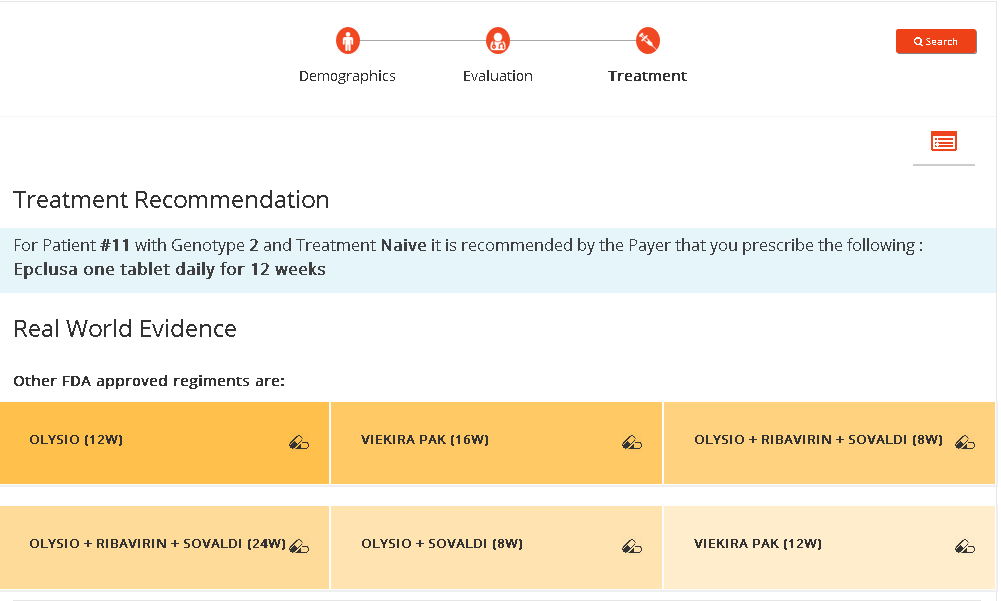 Search
Demographics
Evaluation
Treatment
Treatment Recommendation
For Patient #11 with Genotype 2 and Treatment Naive it is recommended by the Payer that you prescribe the following :
Epclusa one tablet daily for 12 weeks
Real World Evidence
Other FDA approved regiments are:
OLYSIO (12W)
VIEKIRA PAK (16W)
OLYSIO + RIBAVIRIN + SOVALDI (8W)
OLYSIO + RIBAVIRIN + SOVALDI (24W)
OLYSIO + SOVALDI (8W)
VIEKIRA PAK (12W)